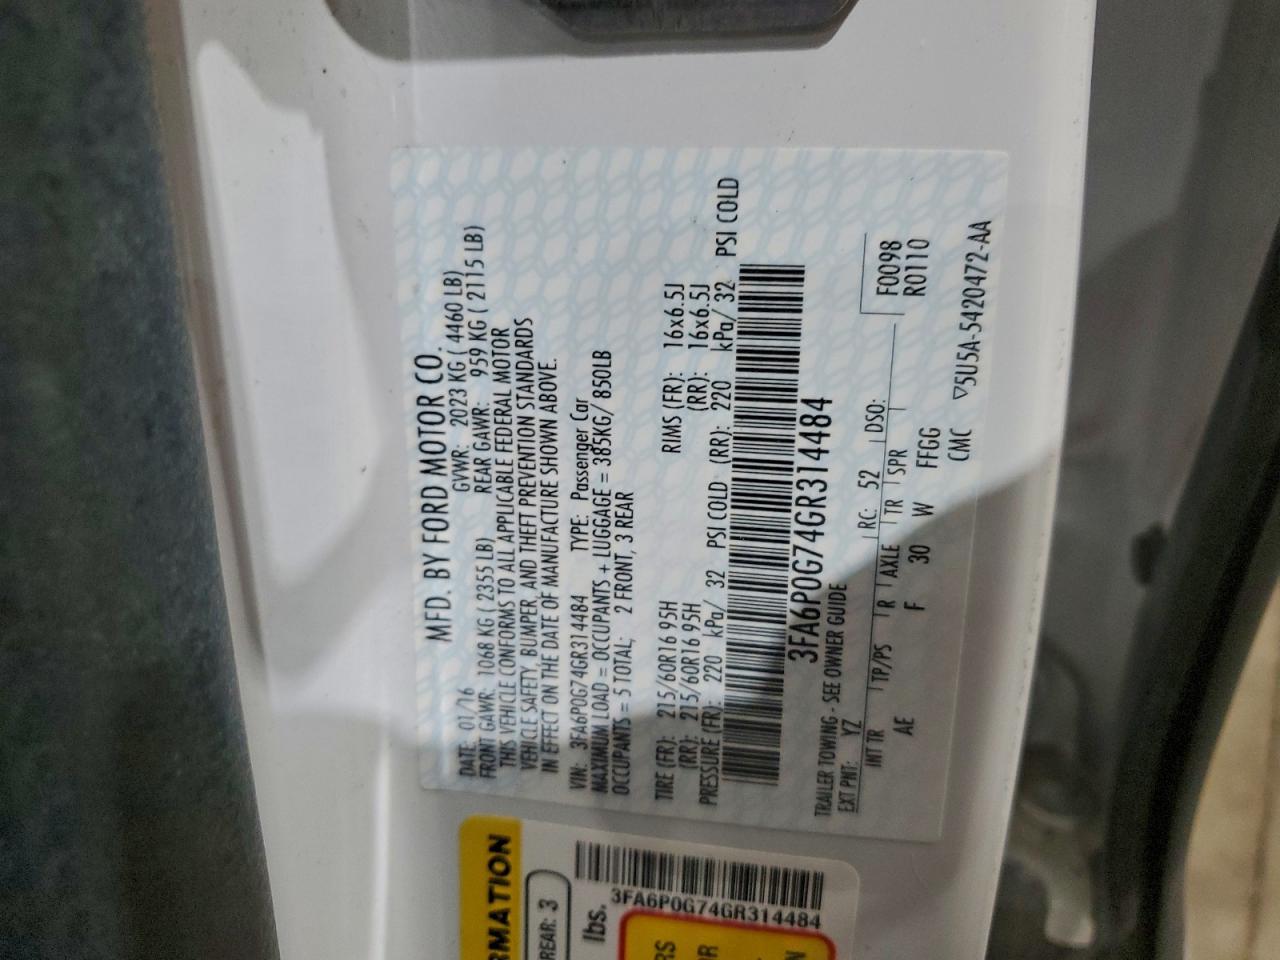 MFD. BY FORD MOTOR CO.
DATE: 01/16 GVWR: 2023 KG ( 4460 LB)
FRONT GAWR: 1068 KG ( 2355 LB) REAR GAWR: 959 KG ( 2115 LB)
THIS VEHICLE CONFORMS TO ALL APPLICABLE FEDERAL MOTOR
VEHICLE SAFETY, BUMPER, AND THEFT PREVENTION STANDARDS
IN EFFECT ON THE DATE OF MANUFACTURE SHOWN ABOVE.
VIN: 3FA6P0G74GR314484 TYPE: Passenger Car
MAXIMUM LOAD = OCCUPANTS + LUGGAGE = 385KG/ 850LB
OCCUPANTS = 5 TOTAL, 2 FRONT, 3 REAR
TIRE (FR): 215/60R16 95H RIMS (FR): 16x6.5J
(RR): 215/60R16 95H (RR): 16x6.5J
PRESSURE (FR): 220 kPa/ 32 PSI COLD (RR): 220 kPa/ 32 PSI COLD
3FA6P0G74GR314484
TRAILER TOWING - SEE OWNER GUIDE
EXT PNT: YZ RC: 52 DSO: F0098
INT TR TP/PS R AXLE TR SPR R0110
AE F 30 W FFGG
CMC ▽5U5A-5420472-AA
RMATION
REAR: 3
lbs.
3FA6P0G74GR314484
RS
OR
N